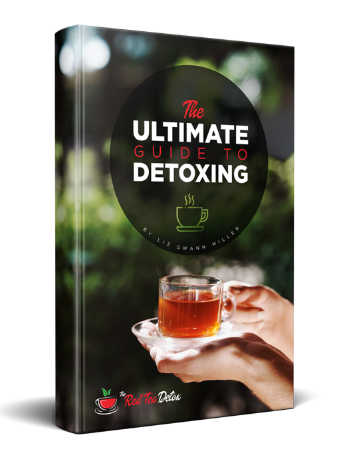 The
ULTIMATE
GUIDE TO
DETOXING
BY LIZ SWANN MILLER
The Red Tea Detox